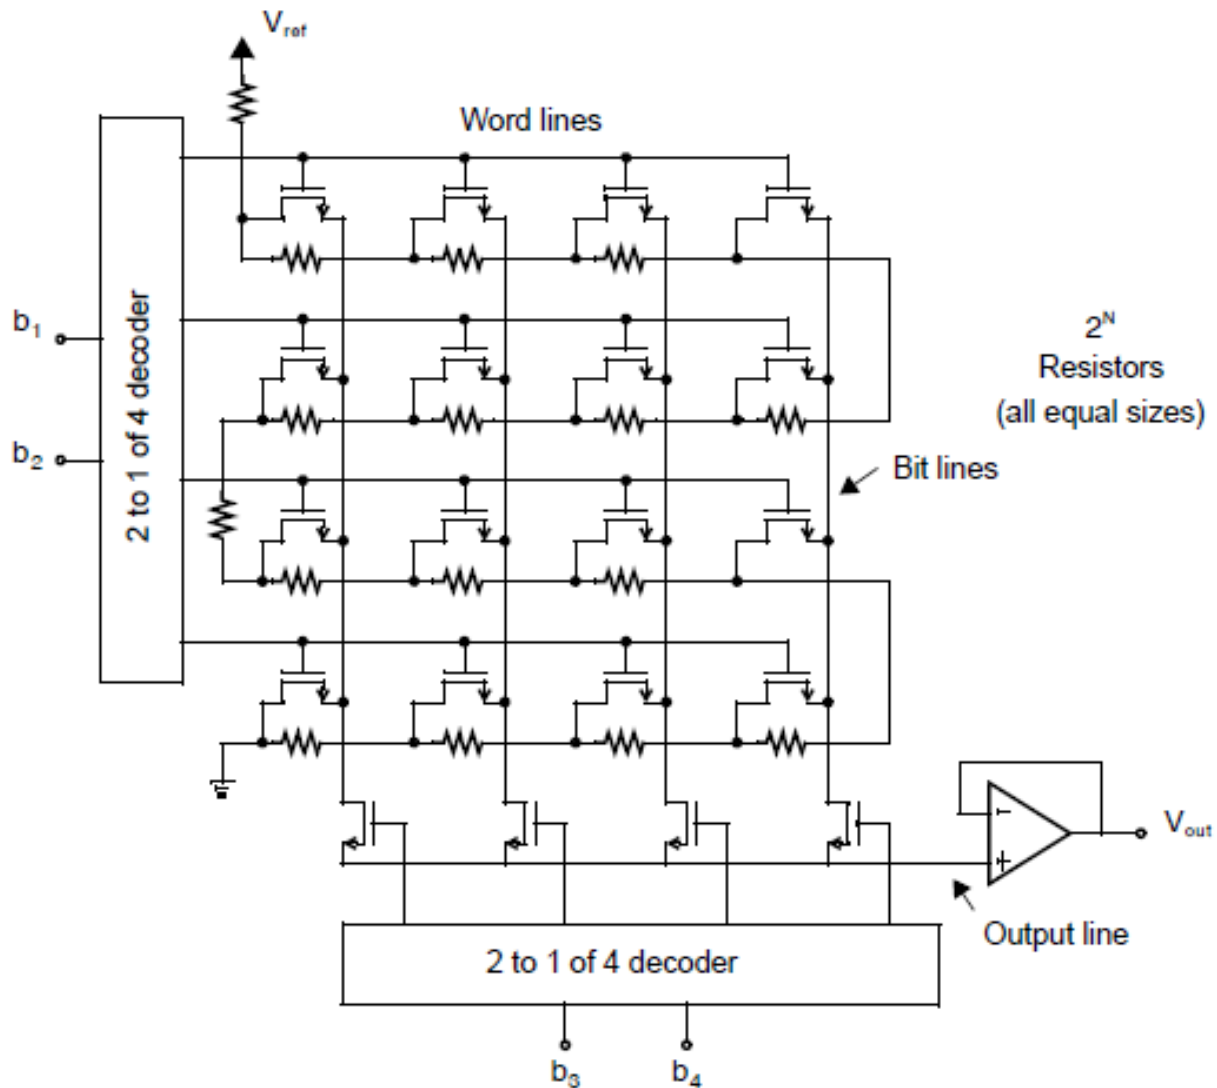 V_ref
Word lines
b_1
b_2
2 to 1 of 4 decoder
2^N
Resistors
(all equal sizes)
Bit lines
V_out
Output line
2 to 1 of 4 decoder
b_3
b_4